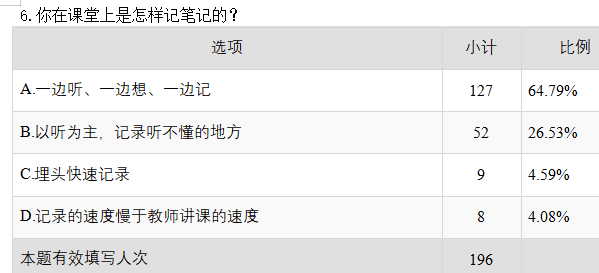 6.你在课堂上是怎样记笔记的？
选项 小计 比例
A.一边听、一边想、一边记 127 64.79%
B.以听为主，记录听不懂的地方 52 26.53%
C.埋头快速记录 9 4.59%
D.记录的速度慢于教师讲课的速度 8 4.08%
本题有效填写人次 196